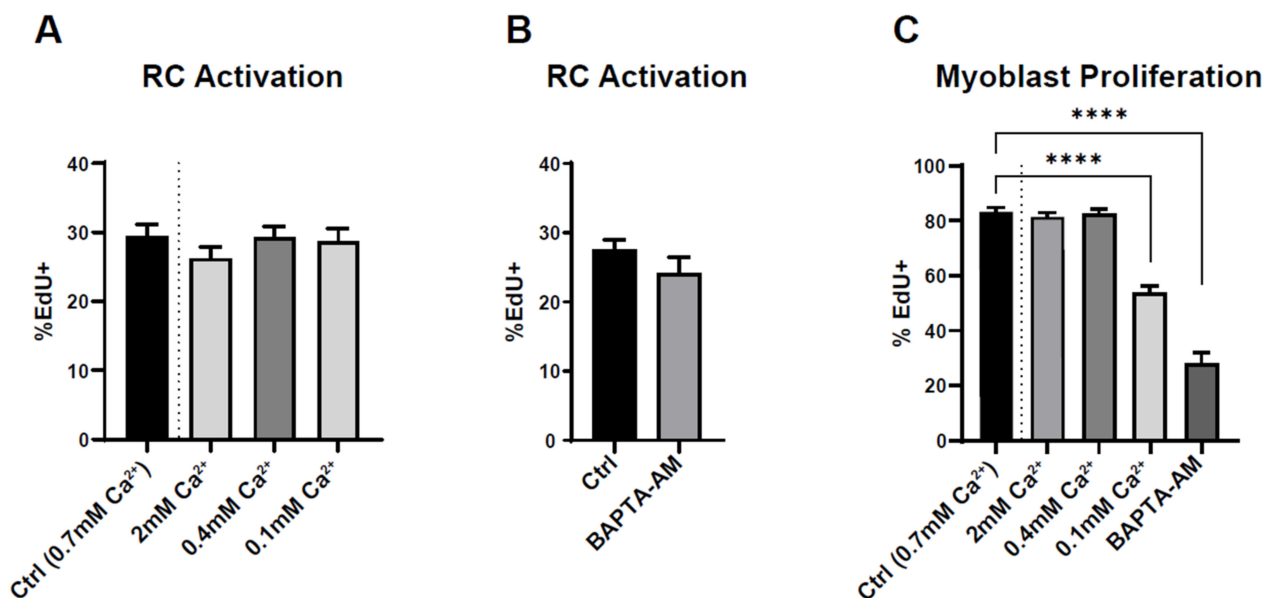 A
RC Activation
%EdU+
40
30
20
10
0
Ctrl (0.7mM Ca²⁺)
2mM Ca²⁺
0.4mM Ca²⁺
0.1mM Ca²⁺
B
RC Activation
%EdU+
40
30
20
10
0
Ctrl
BAPTA-AM
C
Myoblast Proliferation
****
****
% EdU+
100
80
60
40
20
0
Ctrl (0.7mM Ca²⁺)
2mM Ca²⁺
0.4mM Ca²⁺
0.1mM Ca²⁺
BAPTA-AM